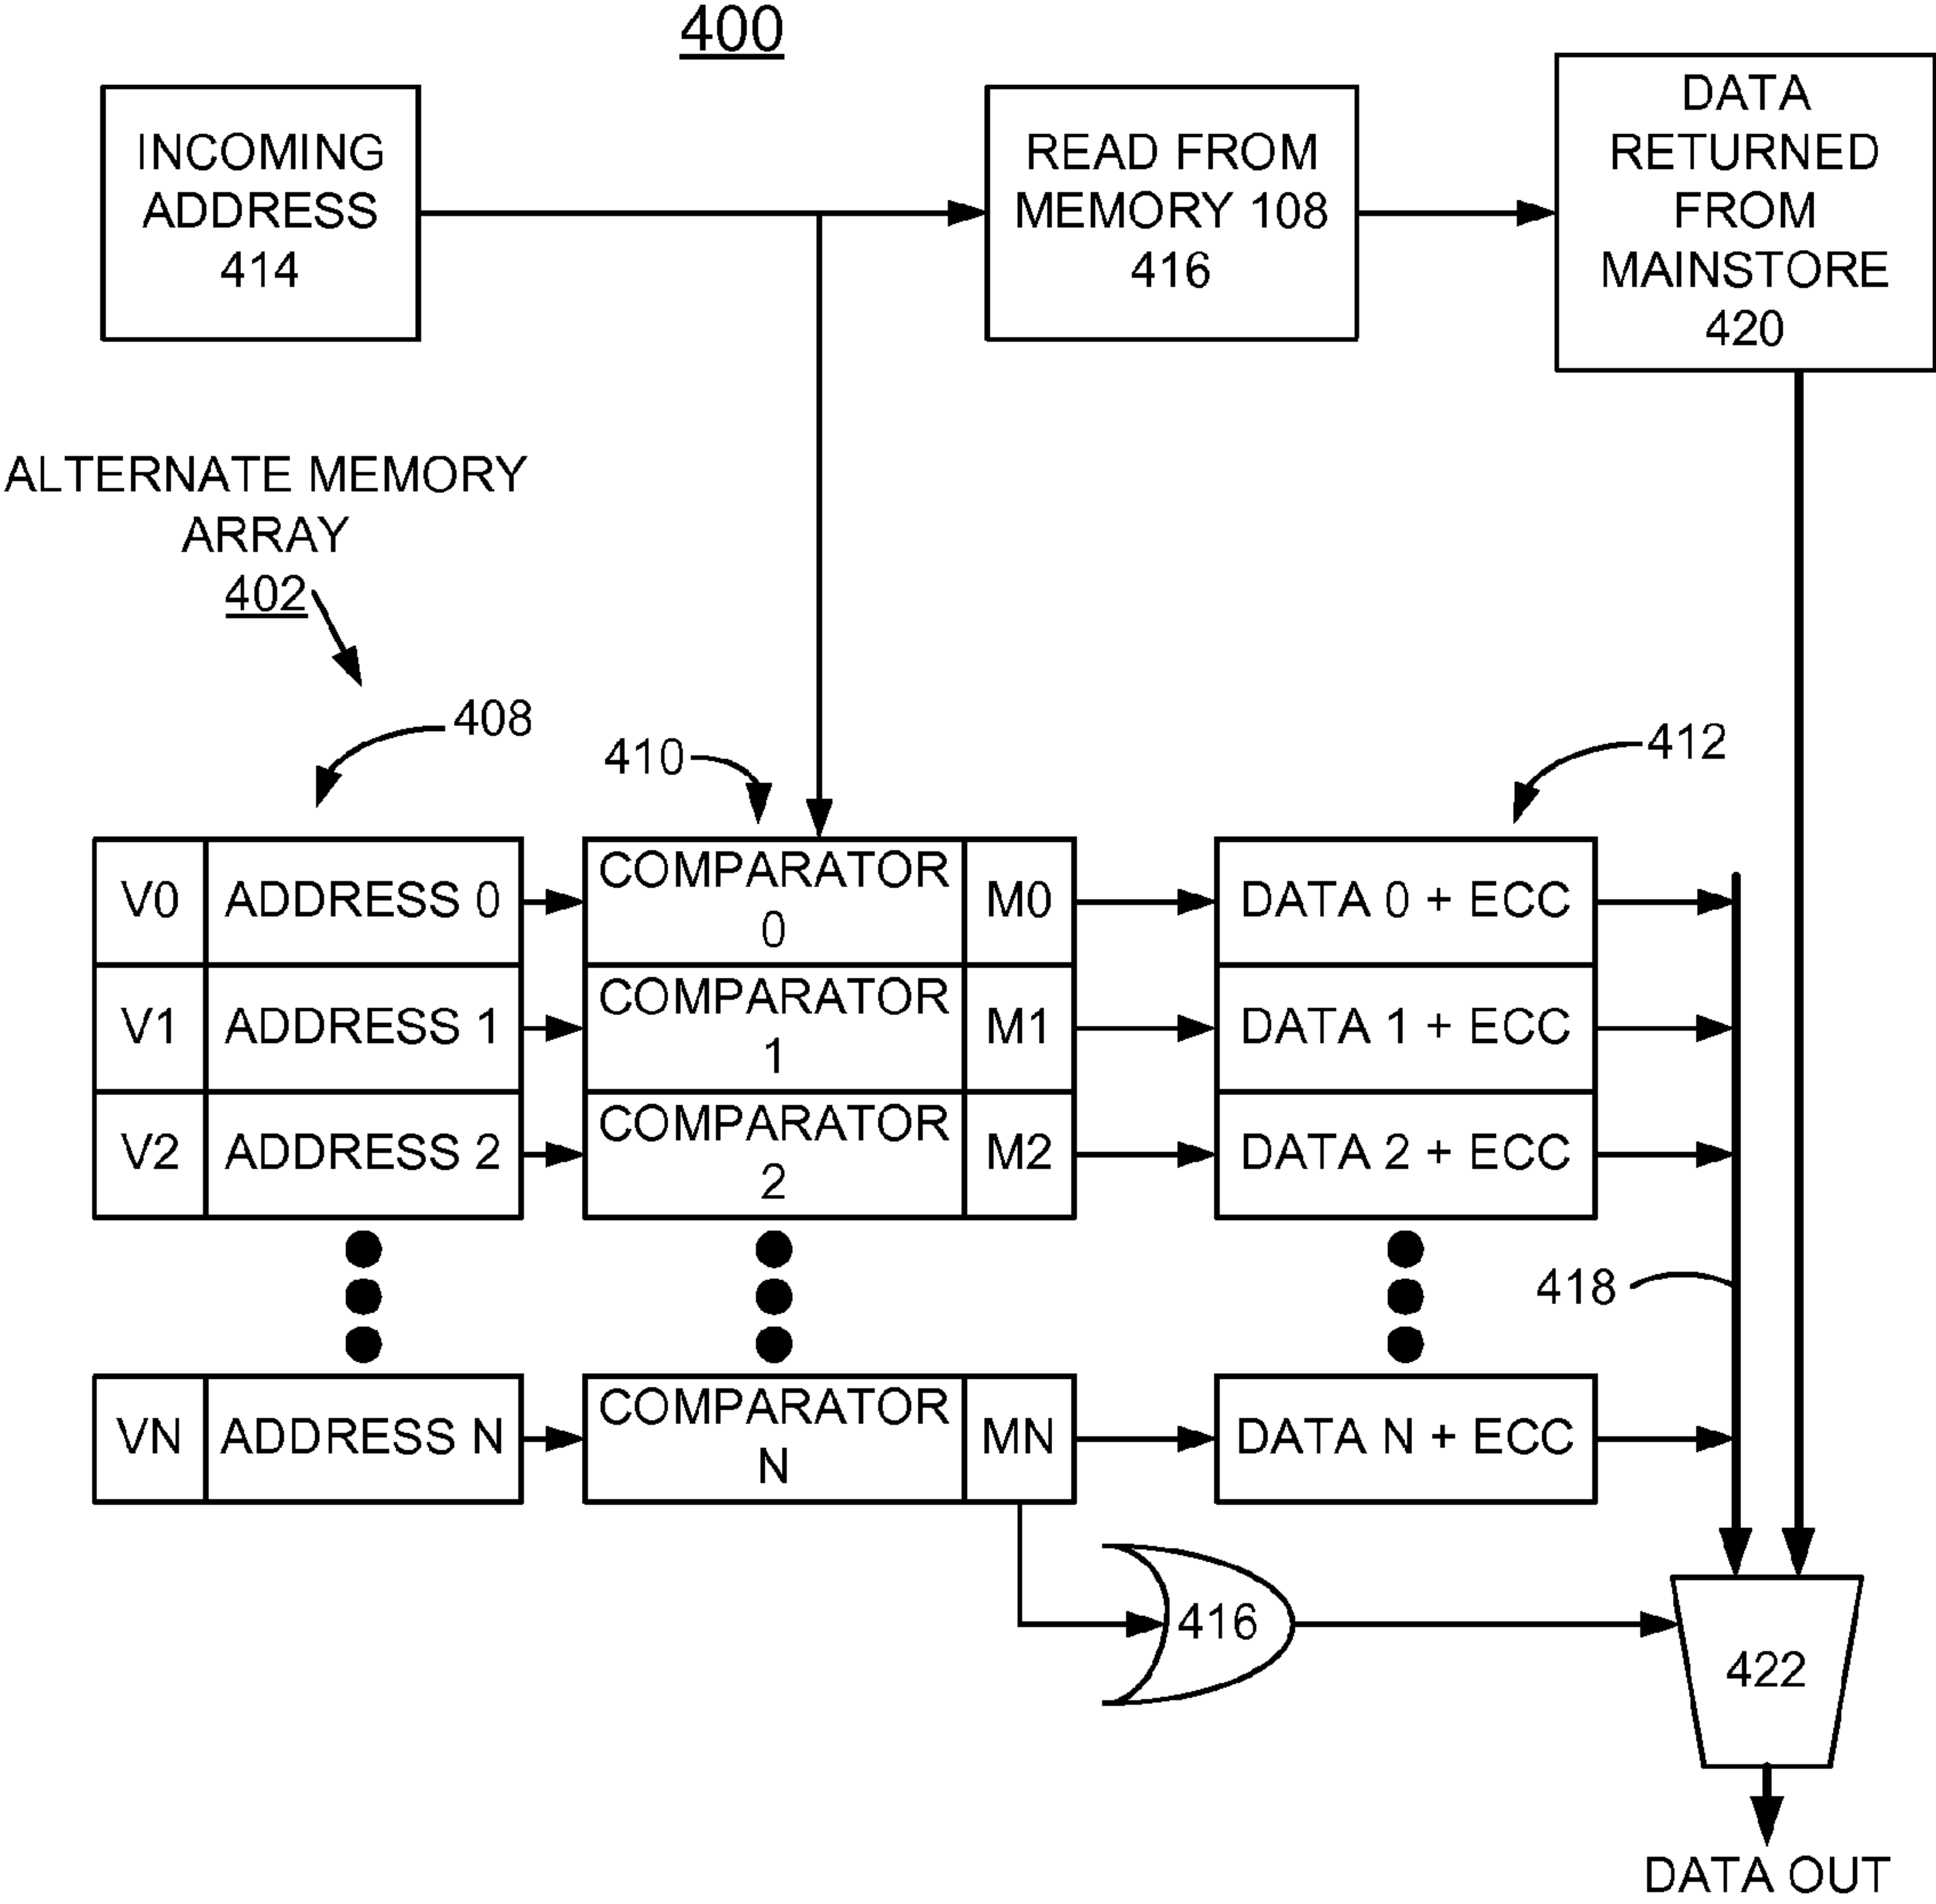 400
INCOMING
ADDRESS
414
READ FROM
MEMORY 108
416
DATA
RETURNED
FROM
MAINSTORE
420
ALTERNATE MEMORY
ARRAY
402
408
410
412
V0 ADDRESS 0
COMPARATOR
0
M0
DATA 0 + ECC
V1 ADDRESS 1
COMPARATOR
1
M1
DATA 1 + ECC
V2 ADDRESS 2
COMPARATOR
2
M2
DATA 2 + ECC
418
VN ADDRESS N
COMPARATOR
N
MN
DATA N + ECC
416
422
DATA OUT